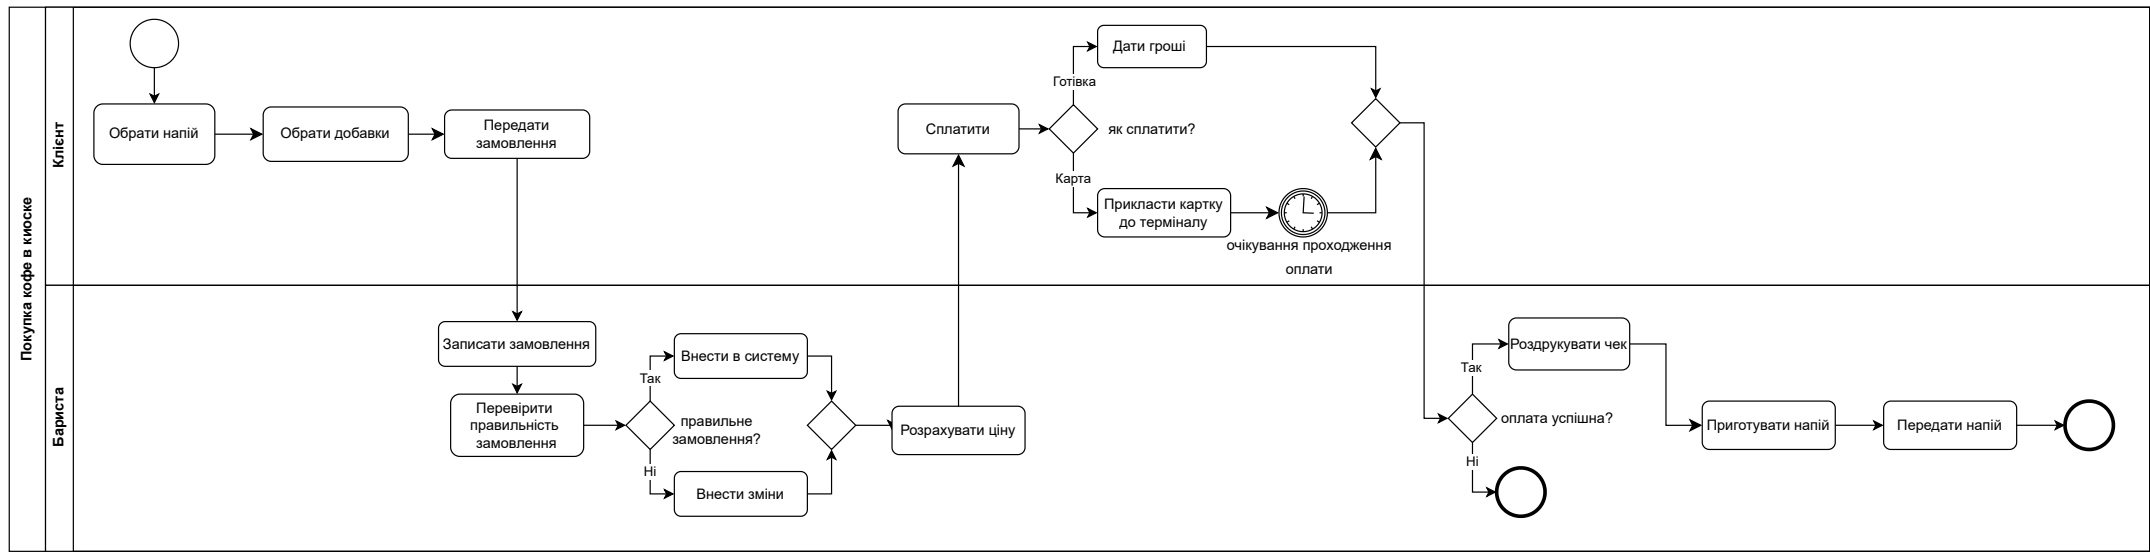 Покупка кофе в киоске
Клієнт
Обрати напій
Обрати добавки
Передати
замовлення
Сплатити
як сплатити?
Готівка
Дати гроші
Карта
Прикласти картку
до терміналу
очікування проходження
оплати
Бариста
Записати замовлення
Перевірити
правильність
замовлення
правильне
замовлення?
Так
Внести в систему
Ні
Внести зміни
Розрахувати ціну
оплата успішна?
Так
Роздрукувати чек
Ні
Приготувати напій
Передати напій